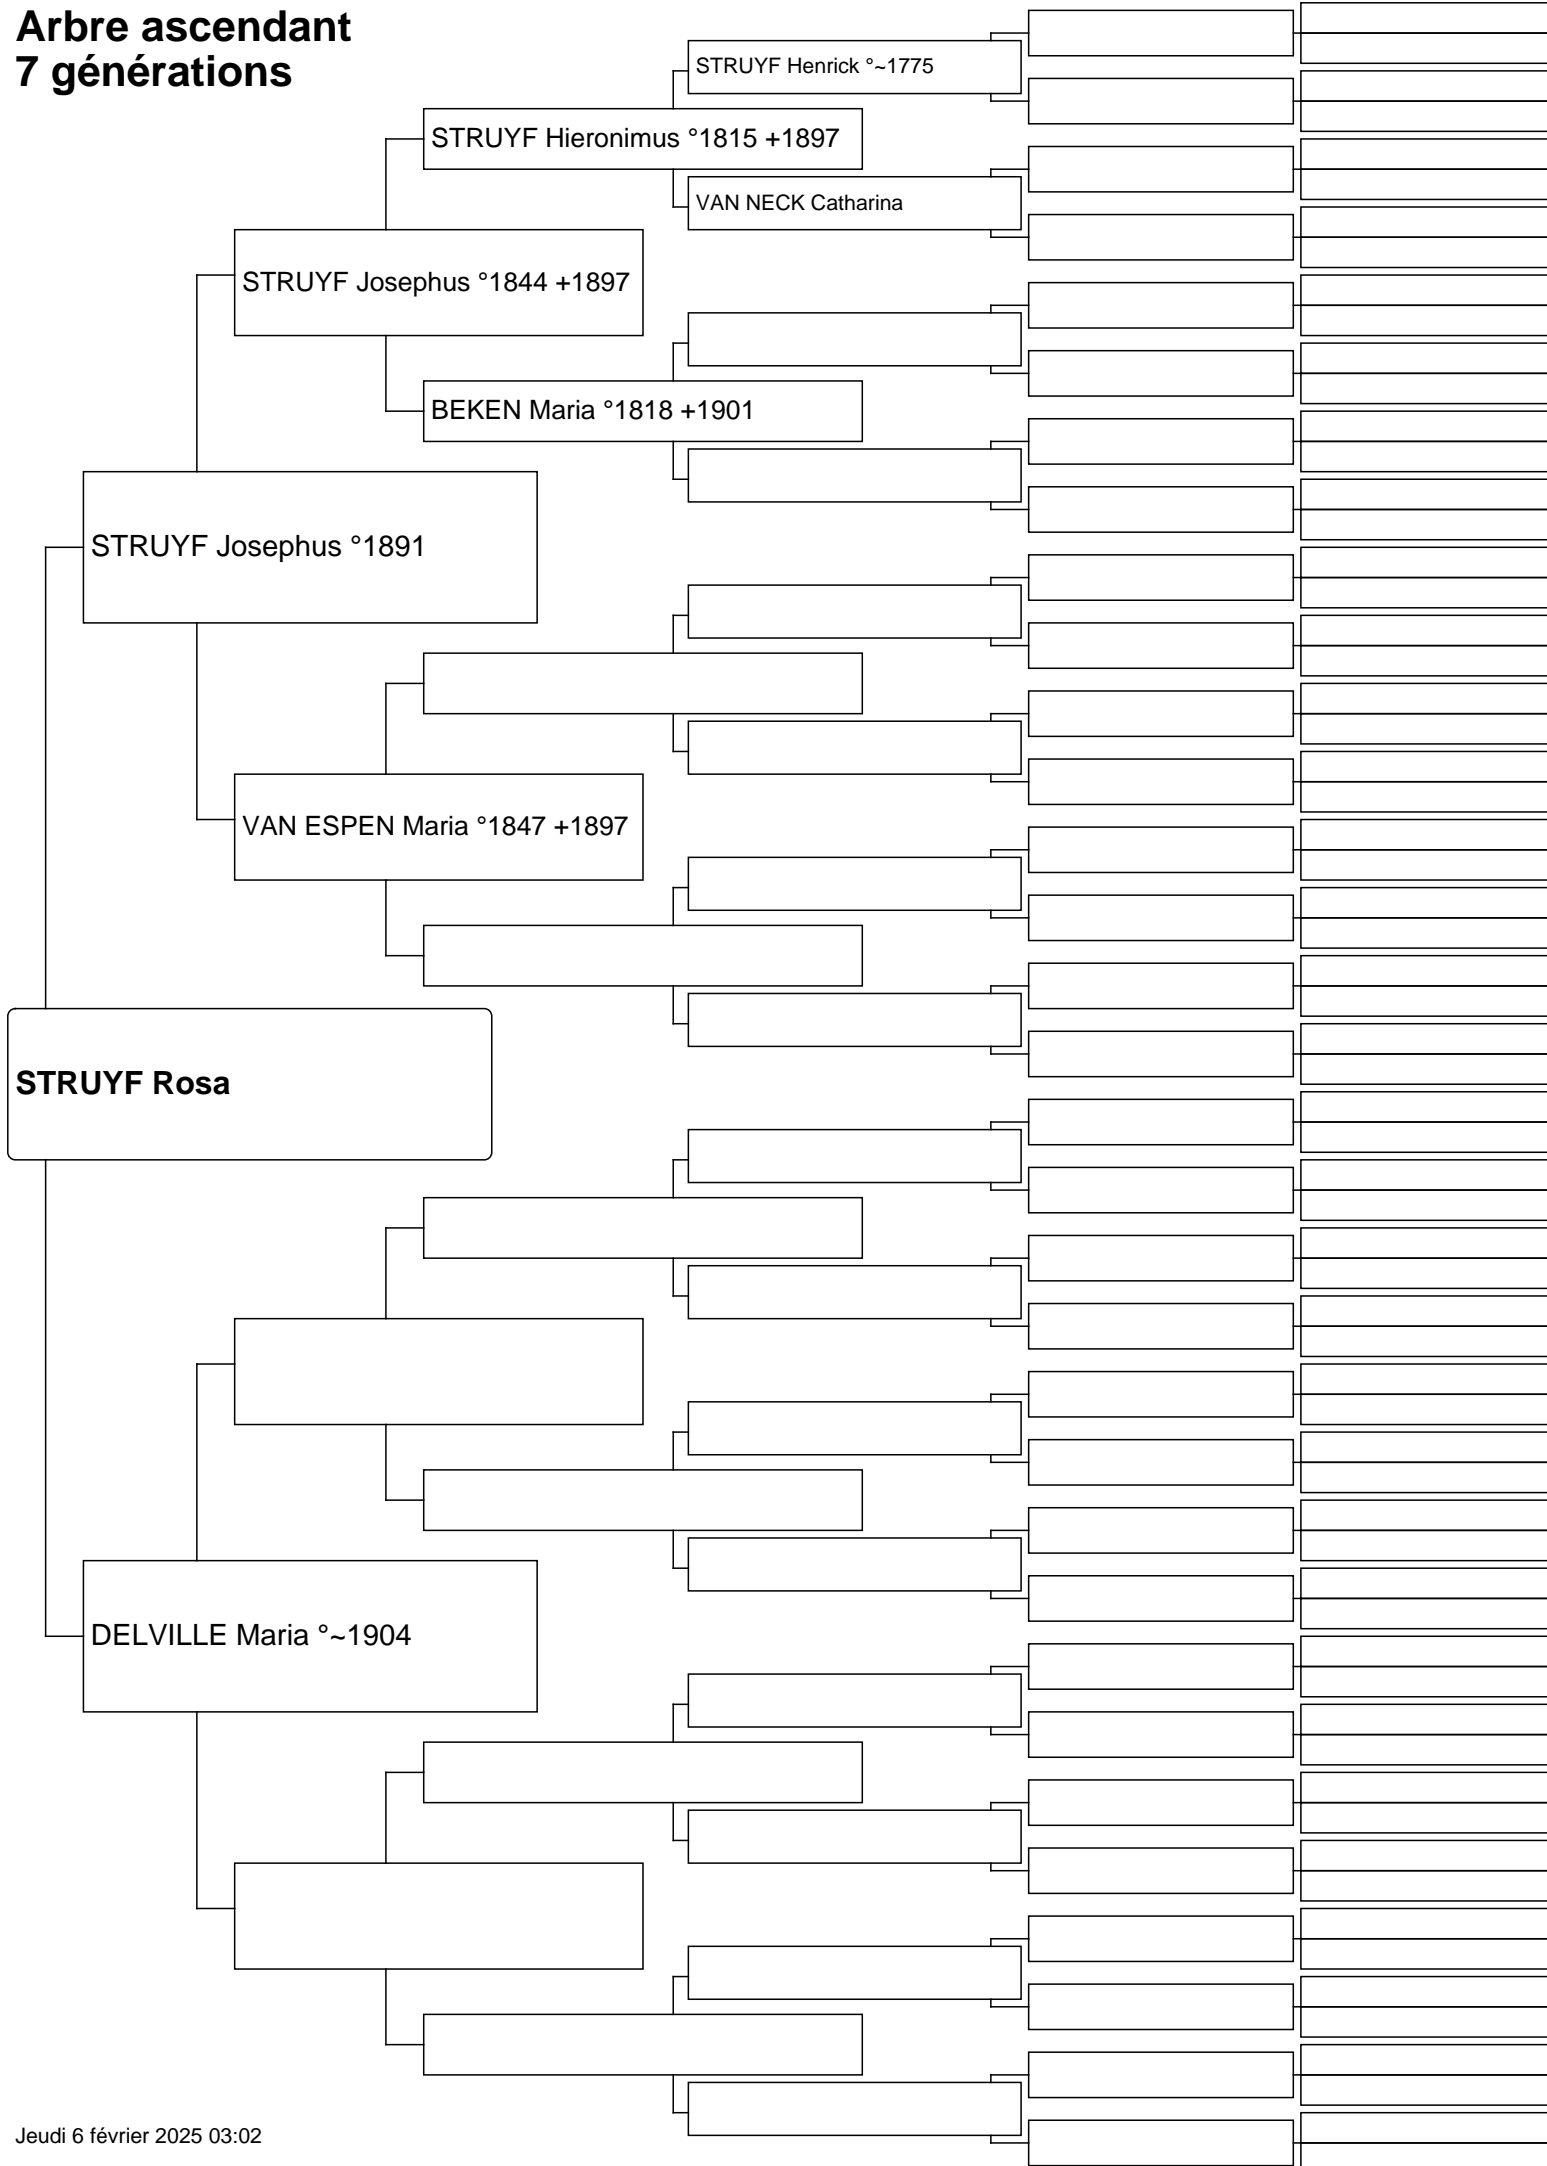 Arbre ascendant
7 générations
STRUYF Henrick °~1775
STRUYF Hieronimus °1815 +1897
VAN NECK Catharina
STRUYF Josephus °1844 +1897
BEKEN Maria °1818 +1901
STRUYF Josephus °1891
VAN ESPEN Maria °1847 +1897
STRUYF Rosa
DELVILLE Maria °~1904
Jeudi 6 février 2025 03:02